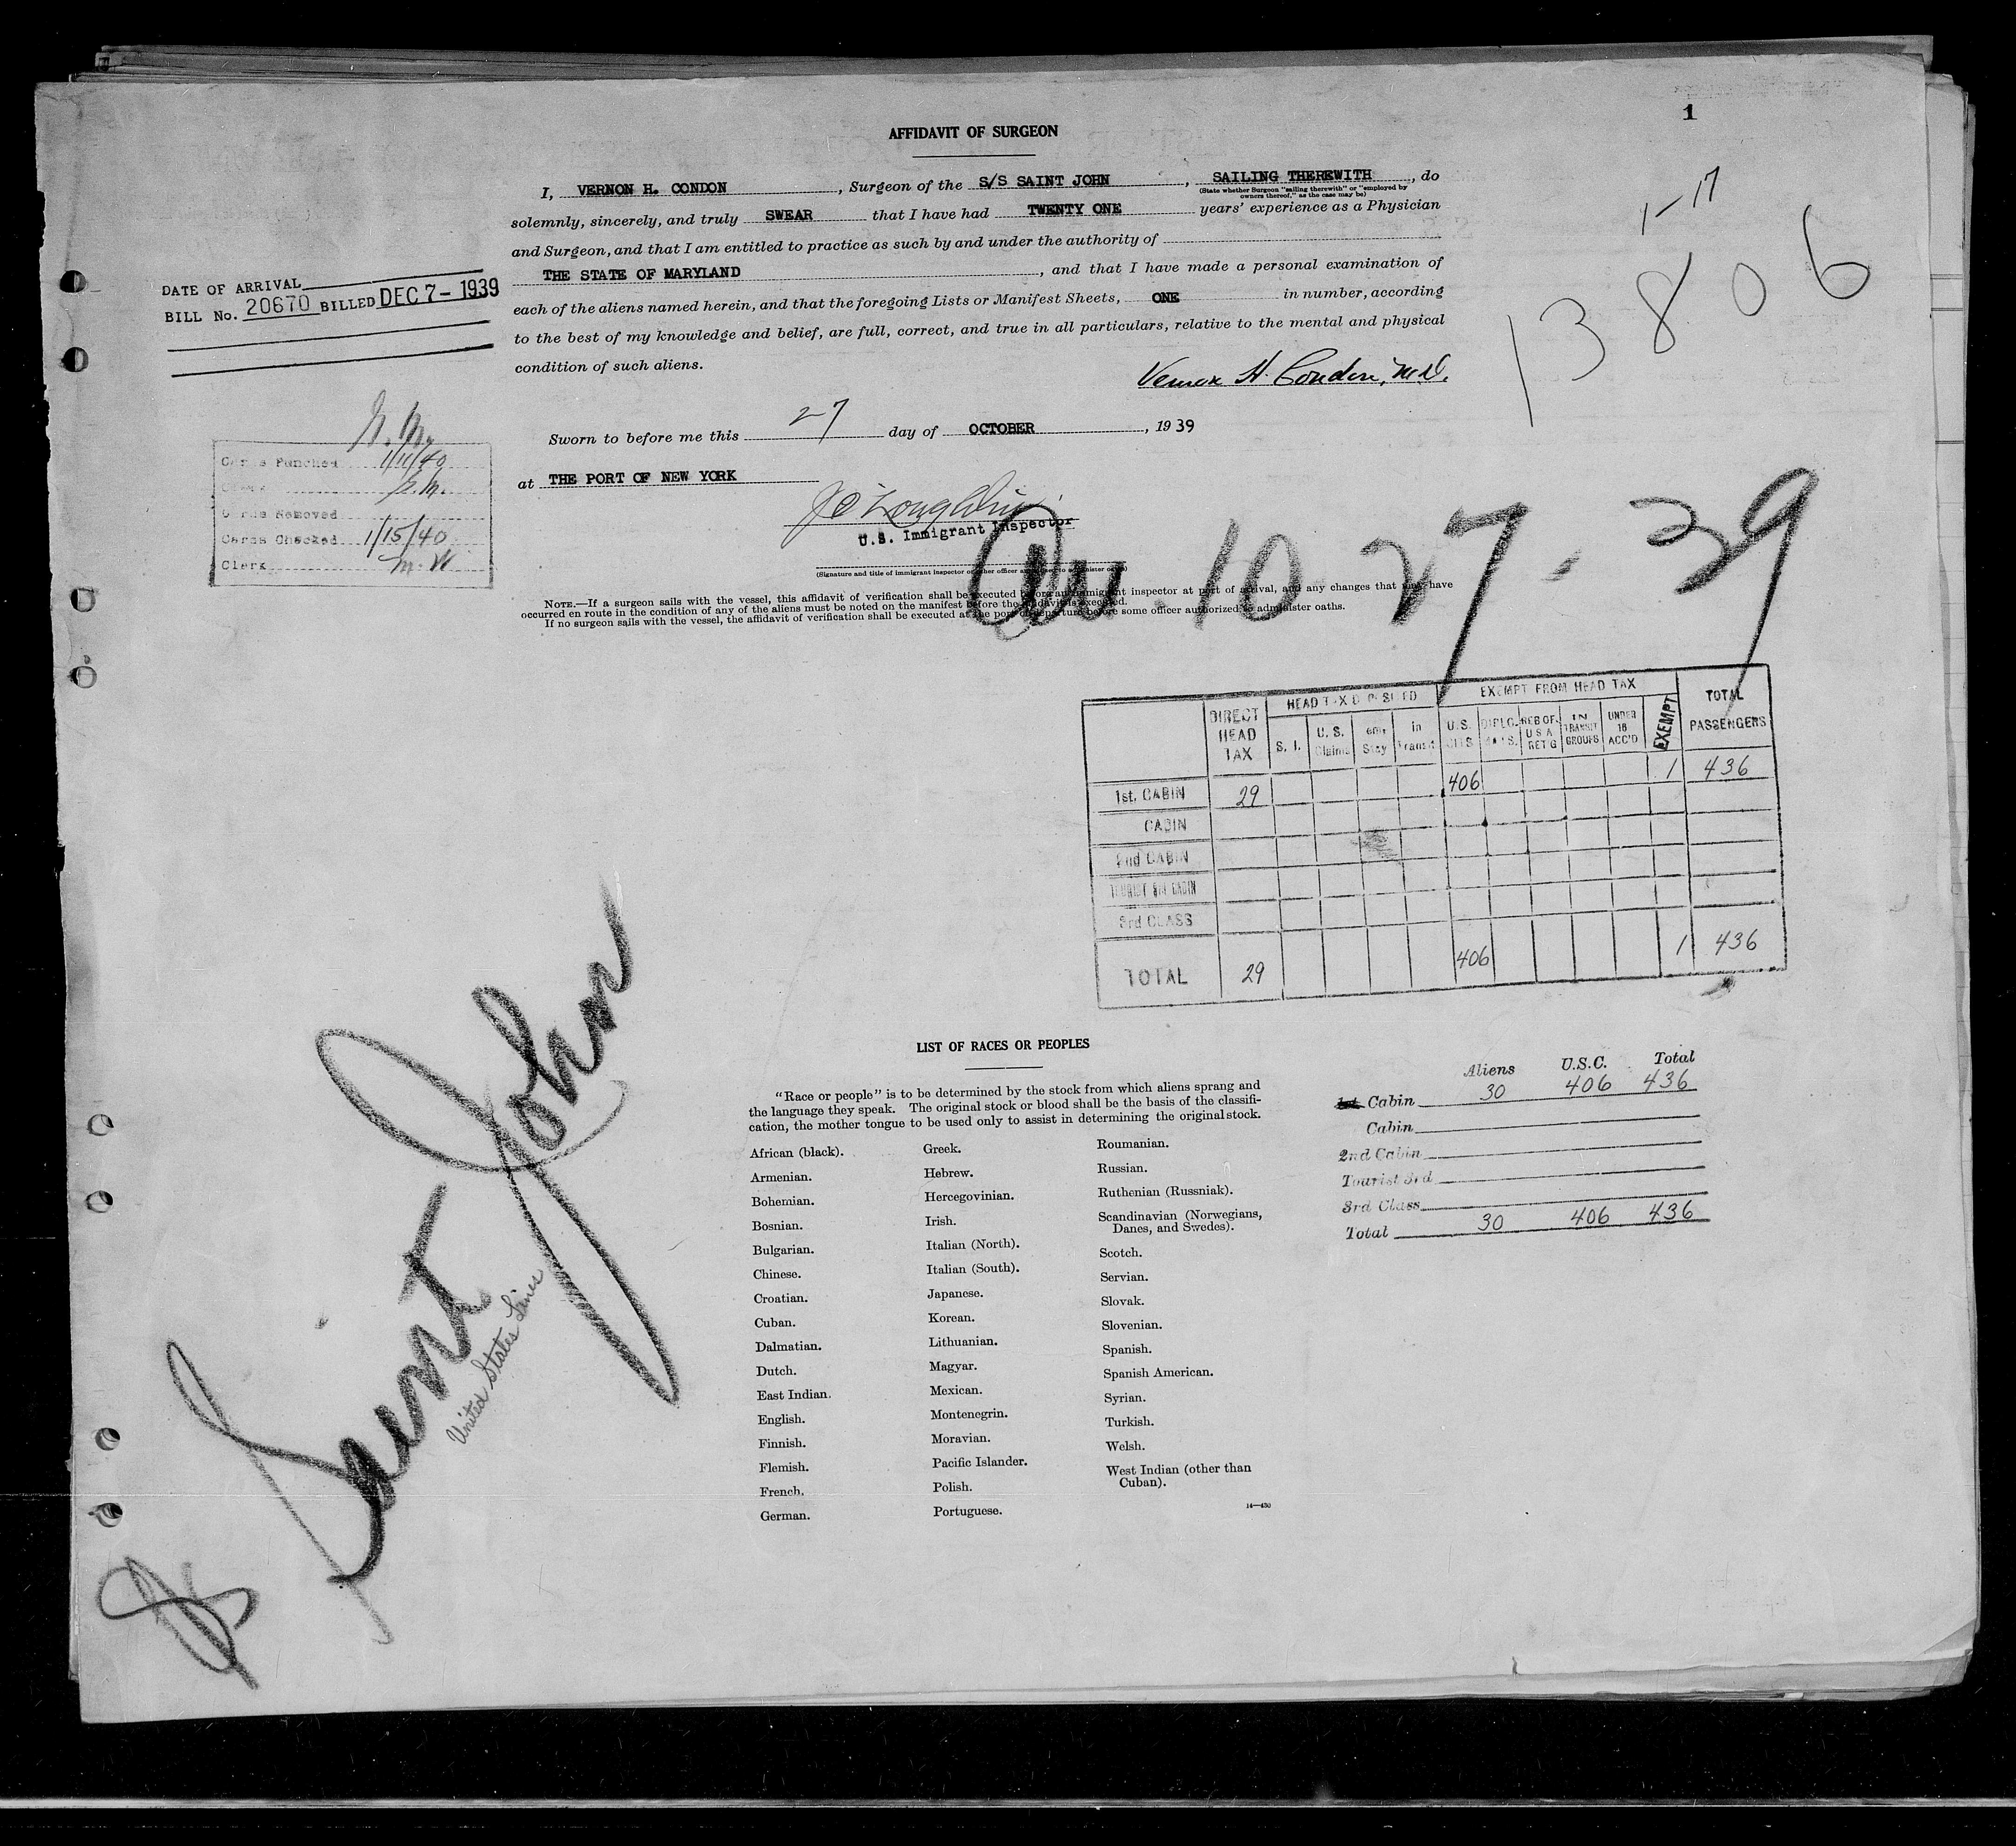 1
AFFIDAVIT OF SURGEON
I, VERNON H. CONDON, Surgeon of the S/S SAINT JOHN, SAILING THEREWITH, do
(State whether Surgeon "sailing therewith" or "employed by
owners thereof," as the case may be)
solemnly, sincerely, and truly SWEAR that I have had TWENTY ONE years' experience as a Physician
and Surgeon, and that I am entitled to practice as such by and under the authority of
THE STATE OF MARYLAND, and that I have made a personal examination of
each of the aliens named herein, and that the foregoing Lists or Manifest Sheets, ONE in number, according
to the best of my knowledge and belief, are full, correct, and true in all particulars, relative to the mental and physical
condition of such aliens.
Vernon H. Condon, M.D.
Sworn to before me this 27 day of OCTOBER, 1939
at THE PORT OF NEW YORK
U.S. Immigrant Inspector
(Signature and title of immigrant inspector or other officer
NOTE.—If a surgeon sails with the vessel, this affidavit of verification shall be executed before an immigrant inspector at port of arrival, and any changes that may have
occurred en route in the condition of any of the aliens must be noted on the manifest before the affidavit is executed.
If no surgeon sails with the vessel, the affidavit of verification shall be executed at the port of departure before some officer authorized to administer oaths.
1-17
13806
DATE OF ARRIVAL
BILL No. 20670 BILLED DEC 7 - 1939
Cards Punched 1/11/40
Cards Removed
Cards Checked 1/15/40
Clerk
10 27 - 39
DIRECT HEAD TAX
EXEMPT FROM HEAD TAX
TOTAL PASSENGERS
S. I. U. S. Claims Stay in Transit U.S. CITS REB OF U S A RET'G IN TRANSIT GROUPS UNDER 16 ACC'D EXEMPT
1st. CABIN 29 406 1 436
CABIN
2nd CABIN
TOURIST 3rd CABIN
3rd CLASS
TOTAL 29 406 1 436
LIST OF RACES OR PEOPLES
"Race or people" is to be determined by the stock from which aliens sprang and
the language they speak. The original stock or blood shall be the basis of the classifi-
cation, the mother tongue to be used only to assist in determining the original stock.
African (black).
Armenian.
Bohemian.
Bosnian.
Bulgarian.
Chinese.
Croatian.
Cuban.
Dalmatian.
Dutch.
East Indian.
English.
Finnish.
Flemish.
French.
German.
Greek.
Hebrew.
Hercegovinian.
Irish.
Italian (North).
Italian (South).
Japanese.
Korean.
Lithuanian.
Magyar.
Mexican.
Montenegrin.
Moravian.
Pacific Islander.
Polish.
Portuguese.
Roumanian.
Russian.
Ruthenian (Russniak).
Scandinavian (Norwegians,
Danes, and Swedes).
Scotch.
Servian.
Slovak.
Slovenian.
Spanish.
Spanish American.
Syrian.
Turkish.
Welsh.
West Indian (other than
Cuban).
14—430
Aliens U.S.C. Total
1st Cabin 30 406 436
Cabin
2nd Cabin
Tourist 3rd
3rd Class
Total 30 406 436
SS Saint John
United States Lines